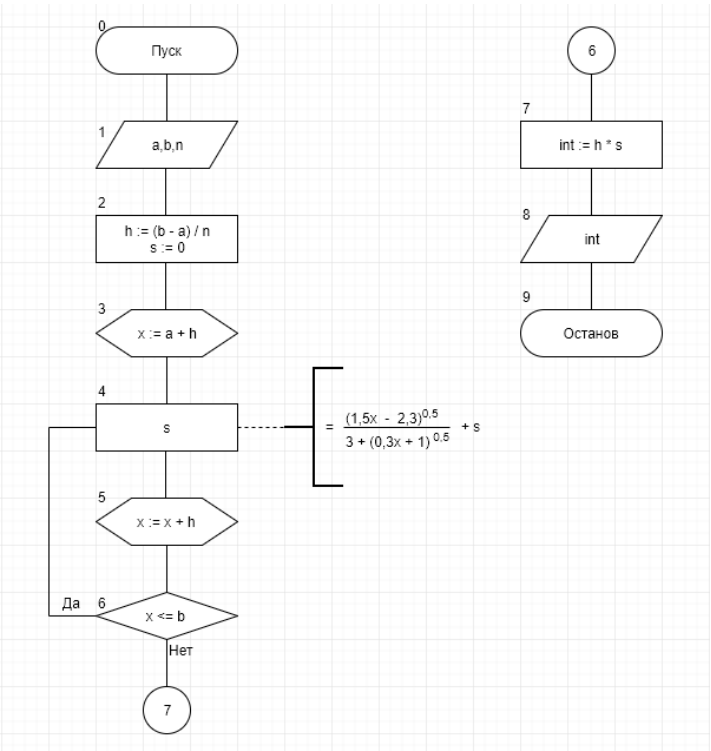 0
Пуск
1
a,b,n
2
h := (b - a) / n
s := 0
3
x := a + h
4
s
= (1,5x - 2,3)^0,5 / 3 + (0,3x + 1)^0,5 + s
5
x := x + h
Да
6
x <= b
Нет
7
6
7
int := h * s
8
int
9
Останов